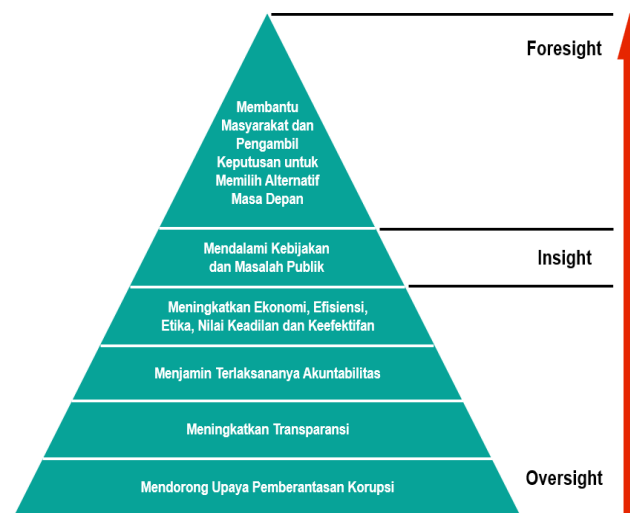 Foresight
Membantu
Masyarakat dan
Pengambil
Keputusan untuk
Memilih Alternatif
Masa Depan
Mendalami Kebijakan
dan Masalah Publik
Insight
Meningkatkan Ekonomi, Efisiensi,
Etika, Nilai Keadilan dan Keefektifan
Menjamin Terlaksananya Akuntabilitas
Meningkatkan Transparansi
Oversight
Mendorong Upaya Pemberantasan Korupsi